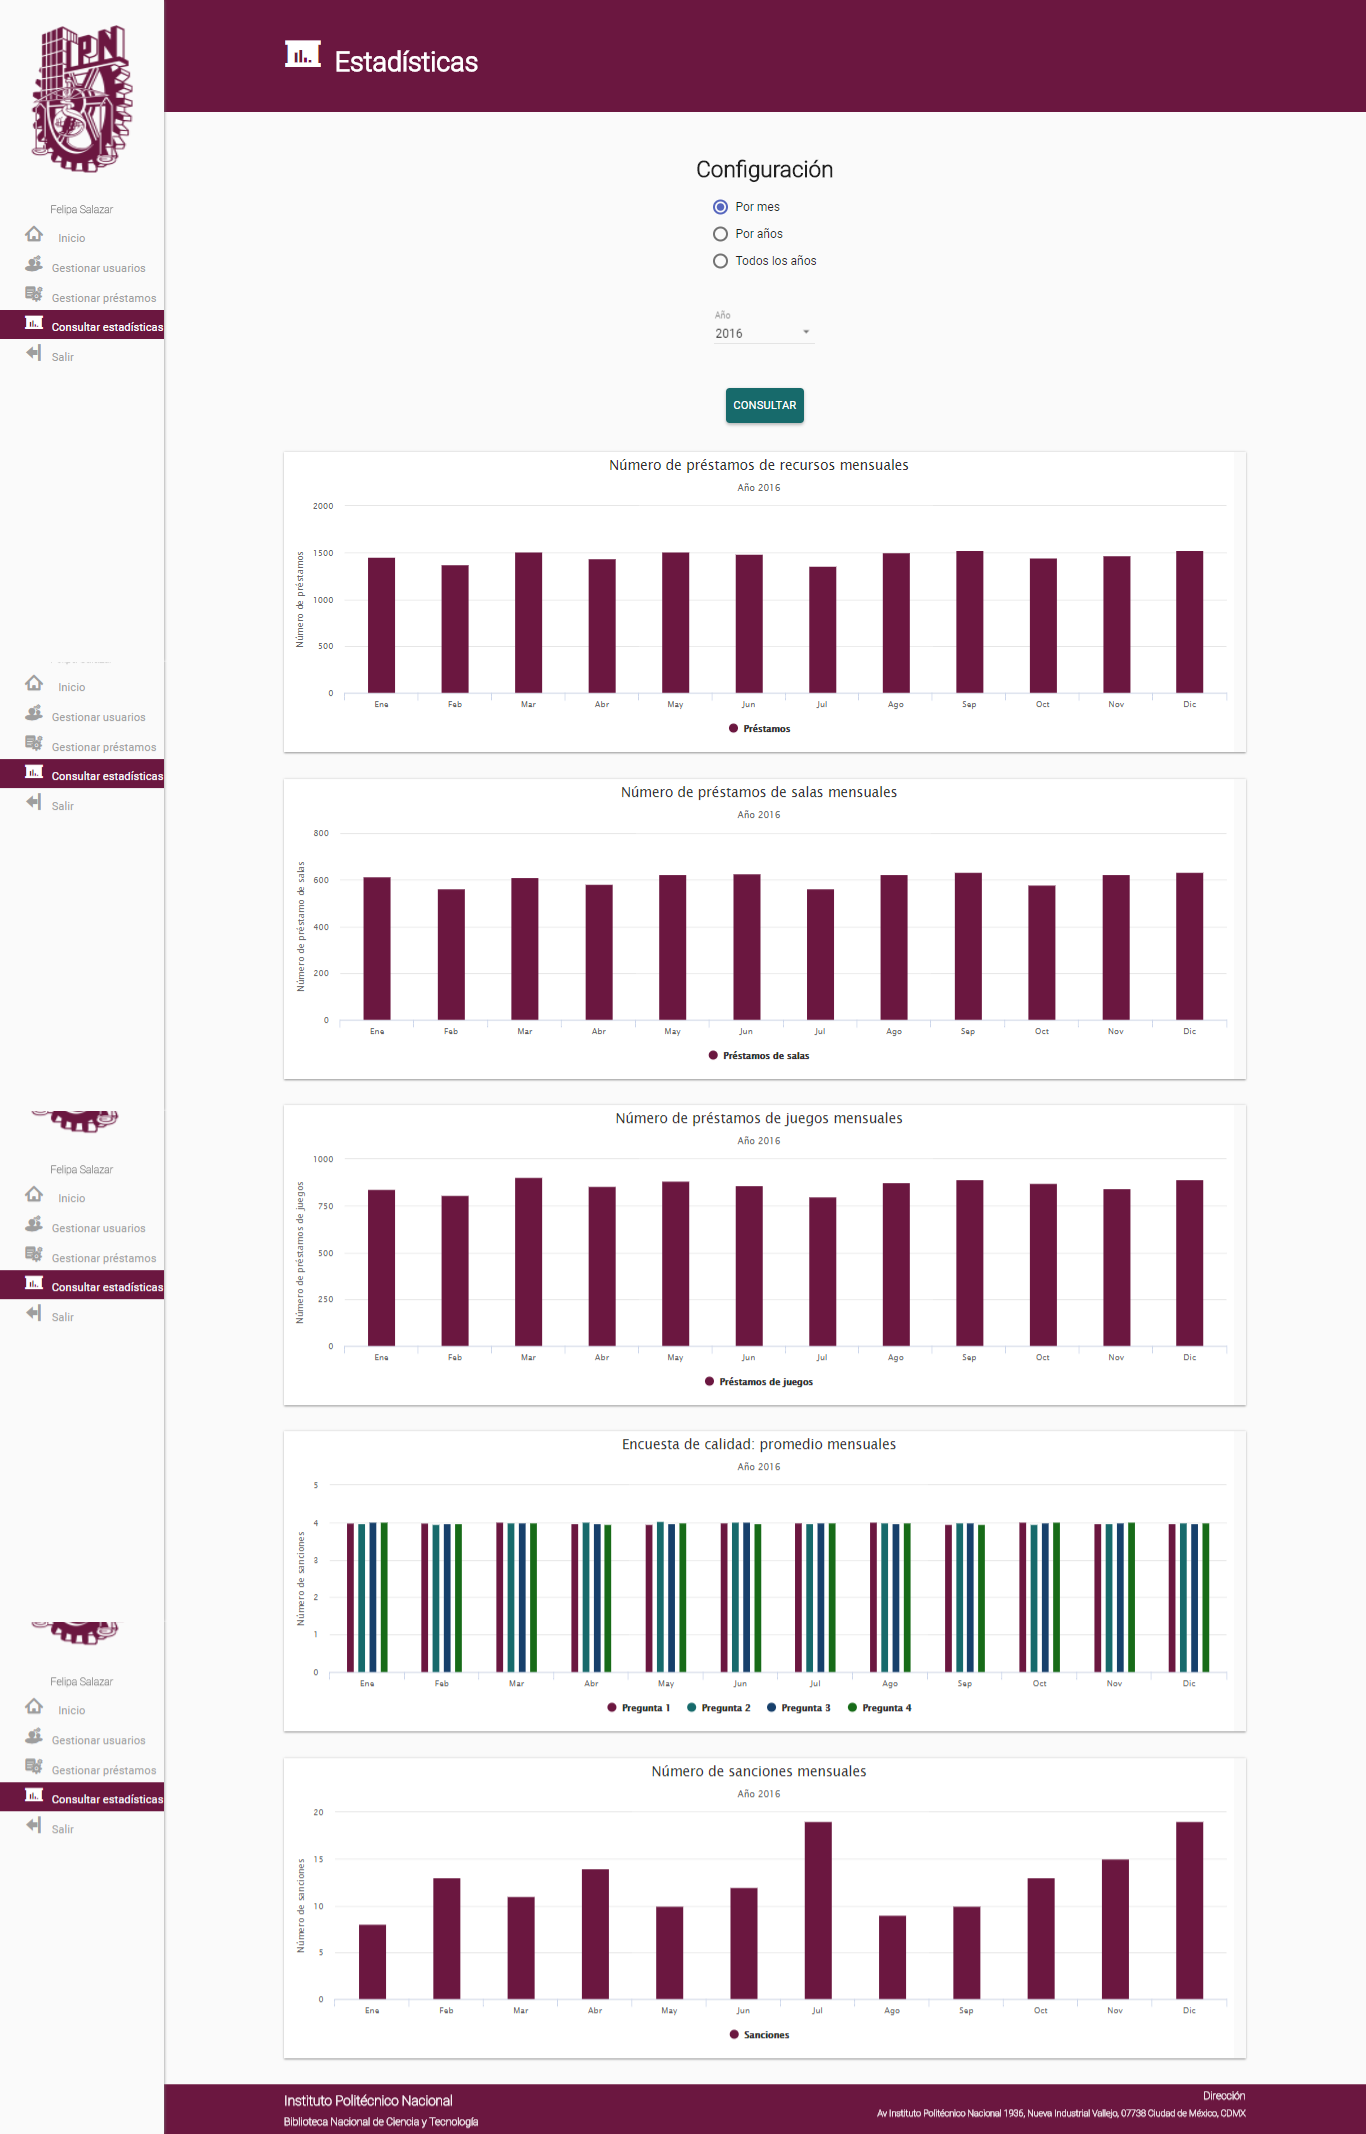 IPN
Felipa Salazar
Inicio
Gestionar usuarios
Gestionar préstamos
Consultar estadísticas
Salir
Estadísticas
Configuración
Por mes
Por años
Todos los años
Año
2016
CONSULTAR
Número de préstamos de recursos mensuales
Año 2016
Número de préstamos
2000
1500
1000
500
0
Ene Feb Mar Abr May Jun Jul Ago Sep Oct Nov Dic
Préstamos
Inicio
Gestionar usuarios
Gestionar préstamos
Consultar estadísticas
Salir
Número de préstamos de salas mensuales
Año 2016
Número de préstamo de salas
800
600
400
200
0
Ene Feb Mar Abr May Jun Jul Ago Sep Oct Nov Dic
Préstamos de salas
Felipa Salazar
Inicio
Gestionar usuarios
Gestionar préstamos
Consultar estadísticas
Salir
Número de préstamos de juegos mensuales
Año 2016
Número de préstamos de juegos
1000
750
500
250
0
Ene Feb Mar Abr May Jun Jul Ago Sep Oct Nov Dic
Préstamos de juegos
Encuesta de calidad: promedio mensuales
Año 2016
Número de sanciones
5
4
3
2
1
0
Ene Feb Mar Abr May Jun Jul Ago Sep Oct Nov Dic
Pregunta 1 Pregunta 2 Pregunta 3 Pregunta 4
Felipa Salazar
Inicio
Gestionar usuarios
Gestionar préstamos
Consultar estadísticas
Salir
Número de sanciones mensuales
Año 2016
Número de sanciones
20
15
10
5
0
Ene Feb Mar Abr May Jun Jul Ago Sep Oct Nov Dic
Sanciones
Instituto Politécnico Nacional
Biblioteca Nacional de Ciencia y Tecnología
Dirección
Av Instituto Politécnico Nacional 1936, Nueva Industrial Vallejo, 07738 Ciudad de México, CDMX